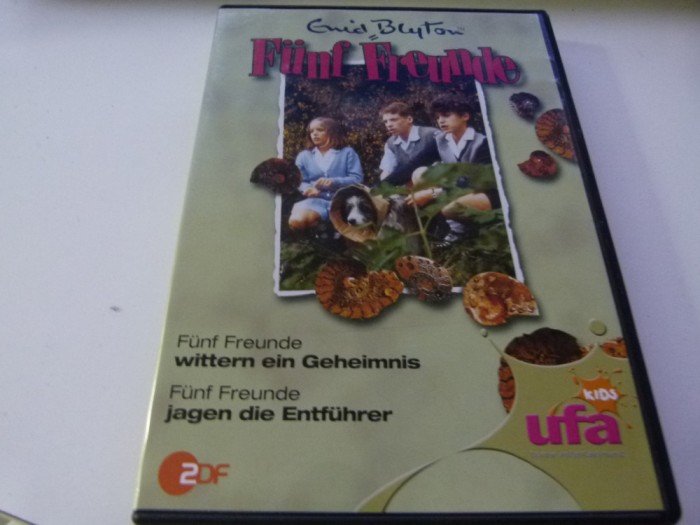 Enid Blyton
Fünf Freunde
Fünf Freunde
wittern ein Geheimnis
Fünf Freunde
jagen die Entführer
KIDS
ufa
2DF